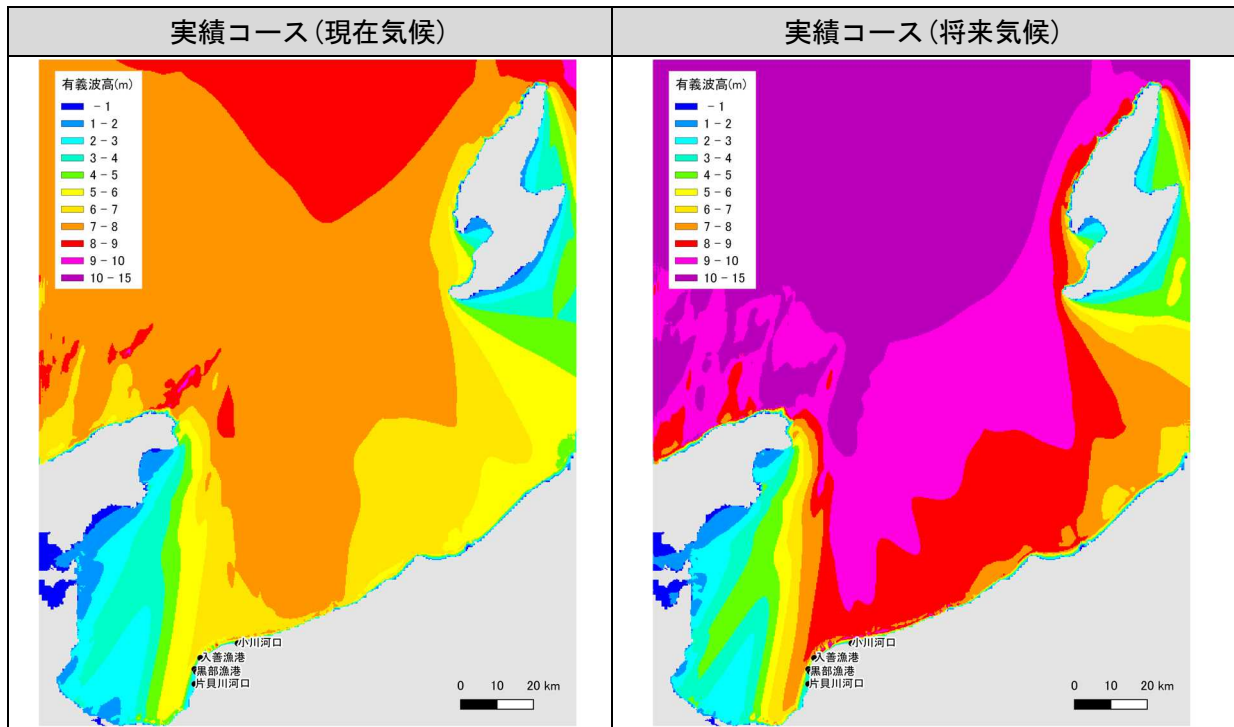 実績コース(現在気候)
実績コース(将来気候)
有義波高(m)
- 1
1 - 2
2 - 3
3 - 4
4 - 5
5 - 6
6 - 7
7 - 8
8 - 9
9 - 10
10 - 15
小川河口
入善漁港
黒部漁港
片貝川河口
0 10 20 km
有義波高(m)
- 1
1 - 2
2 - 3
3 - 4
4 - 5
5 - 6
6 - 7
7 - 8
8 - 9
9 - 10
10 - 15
小川河口
入善漁港
黒部漁港
片貝川河口
0 10 20 km